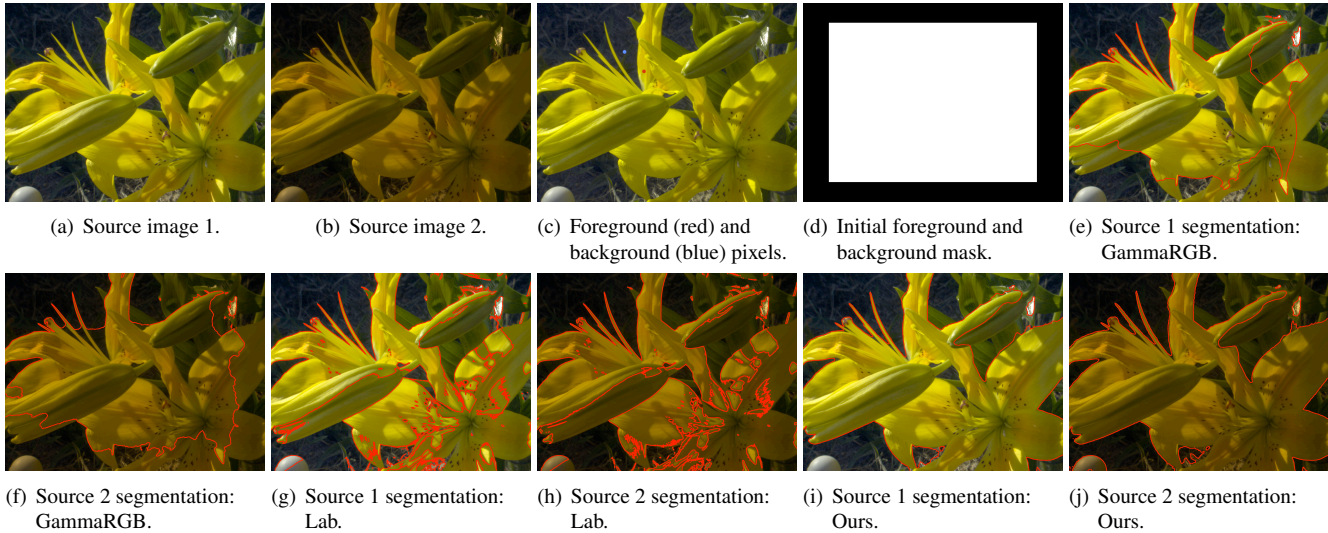 (a) Source image 1.
(b) Source image 2.
(c) Foreground (red) and
background (blue) pixels.
(d) Initial foreground and
background mask.
(e) Source 1 segmentation:
GammaRGB.
(f) Source 2 segmentation:
GammaRGB.
(g) Source 1 segmentation:
Lab.
(h) Source 2 segmentation:
Lab.
(i) Source 1 segmentation:
Ours.
(j) Source 2 segmentation:
Ours.